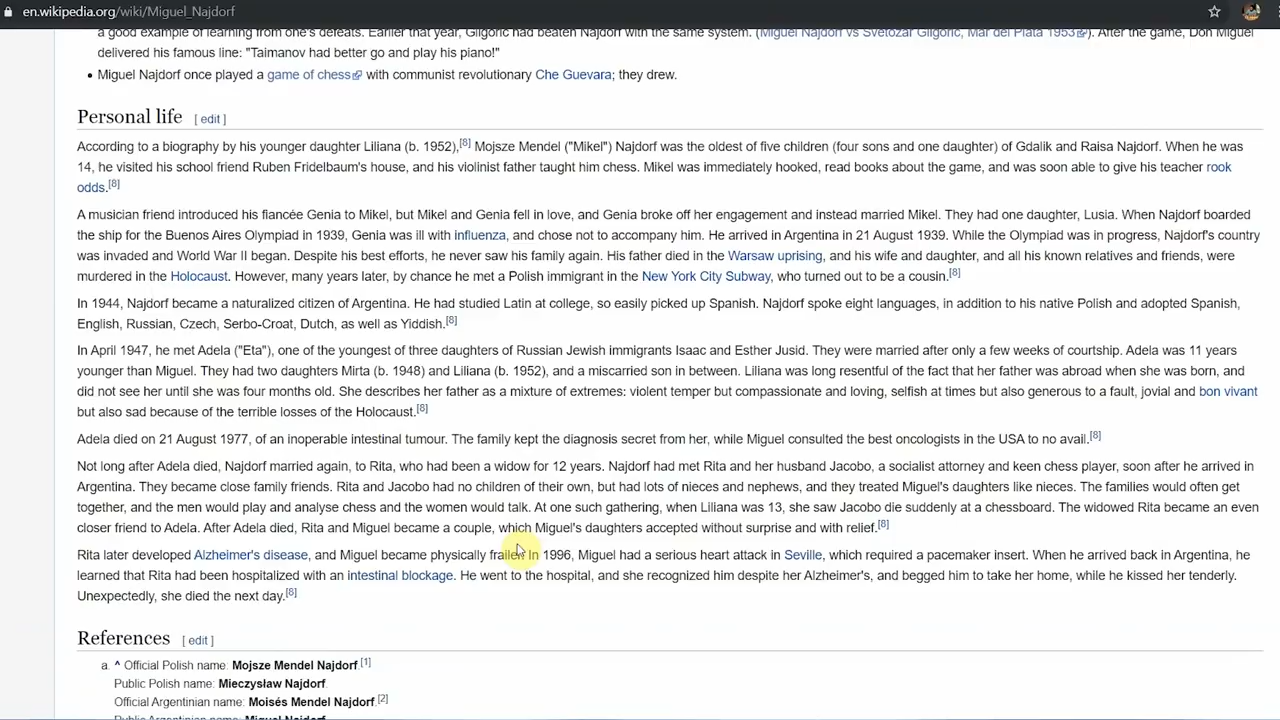 en.wikipedia.org/wiki/Miguel_Najdorf
a good example of learning from one's defeats. Earlier that year, Gligoric had beaten Najdorf with the same system. (Miguel Najdorf vs Svetozar Gligoric, Mar del Plata 1953). After the game, Don Miguel
delivered his famous line: "Taimanov had better go and play his piano!"
• Miguel Najdorf once played a game of chess with communist revolutionary Che Guevara; they drew.
Personal life [ edit ]
According to a biography by his younger daughter Liliana (b. 1952),[8] Mojsze Mendel ("Mikel") Najdorf was the oldest of five children (four sons and one daughter) of Gdalik and Raisa Najdorf. When he was
14, he visited his school friend Ruben Fridelbaum's house, and his violinist father taught him chess. Mikel was immediately hooked, read books about the game, and was soon able to give his teacher rook
odds.[8]
A musician friend introduced his fiancée Genia to Mikel, but Mikel and Genia fell in love, and Genia broke off her engagement and instead married Mikel. They had one daughter, Lusia. When Najdorf boarded
the ship for the Buenos Aires Olympiad in 1939, Genia was ill with influenza, and chose not to accompany him. He arrived in Argentina in 21 August 1939. While the Olympiad was in progress, Najdorf's country
was invaded and World War II began. Despite his best efforts, he never saw his family again. His father died in the Warsaw uprising, and his wife and daughter, and all his known relatives and friends, were
murdered in the Holocaust. However, many years later, by chance he met a Polish immigrant in the New York City Subway, who turned out to be a cousin.[8]
In 1944, Najdorf became a naturalized citizen of Argentina. He had studied Latin at college, so easily picked up Spanish. Najdorf spoke eight languages, in addition to his native Polish and adopted Spanish,
English, Russian, Czech, Serbo-Croat, Dutch, as well as Yiddish.[8]
In April 1947, he met Adela ("Eta"), one of the youngest of three daughters of Russian Jewish immigrants Isaac and Esther Jusid. They were married after only a few weeks of courtship. Adela was 11 years
younger than Miguel. They had two daughters Mirta (b. 1948) and Liliana (b. 1952), and a miscarried son in between. Liliana was long resentful of the fact that her father was abroad when she was born, and
did not see her until she was four months old. She describes her father as a mixture of extremes: violent temper but compassionate and loving, selfish at times but also generous to a fault, jovial and bon vivant
but also sad because of the terrible losses of the Holocaust.[8]
Adela died on 21 August 1977, of an inoperable intestinal tumour. The family kept the diagnosis secret from her, while Miguel consulted the best oncologists in the USA to no avail.[8]
Not long after Adela died, Najdorf married again, to Rita, who had been a widow for 12 years. Najdorf had met Rita and her husband Jacobo, a socialist attorney and keen chess player, soon after he arrived in
Argentina. They became close family friends. Rita and Jacobo had no children of their own, but had lots of nieces and nephews, and they treated Miguel's daughters like nieces. The families would often get
together, and the men would play and analyse chess and the women would talk. At one such gathering, when Liliana was 13, she saw Jacobo die suddenly at a chessboard. The widowed Rita became an even
closer friend to Adela. After Adela died, Rita and Miguel became a couple, which Miguel's daughters accepted without surprise and with relief.[8]
Rita later developed Alzheimer's disease, and Miguel became physically frailer. In 1996, Miguel had a serious heart attack in Seville, which required a pacemaker insert. When he arrived back in Argentina, he
learned that Rita had been hospitalized with an intestinal blockage. He went to the hospital, and she recognized him despite her Alzheimer's, and begged him to take her home, while he kissed her tenderly.
Unexpectedly, she died the next day.[8]
References [ edit ]
a. ^ Official Polish name: Mojsze Mendel Najdorf.[1]
Public Polish name: Mieczysław Najdorf.
Official Argentinian name: Moisés Mendel Najdorf.[2]
Public Argentinian name: Miguel Najdorf.